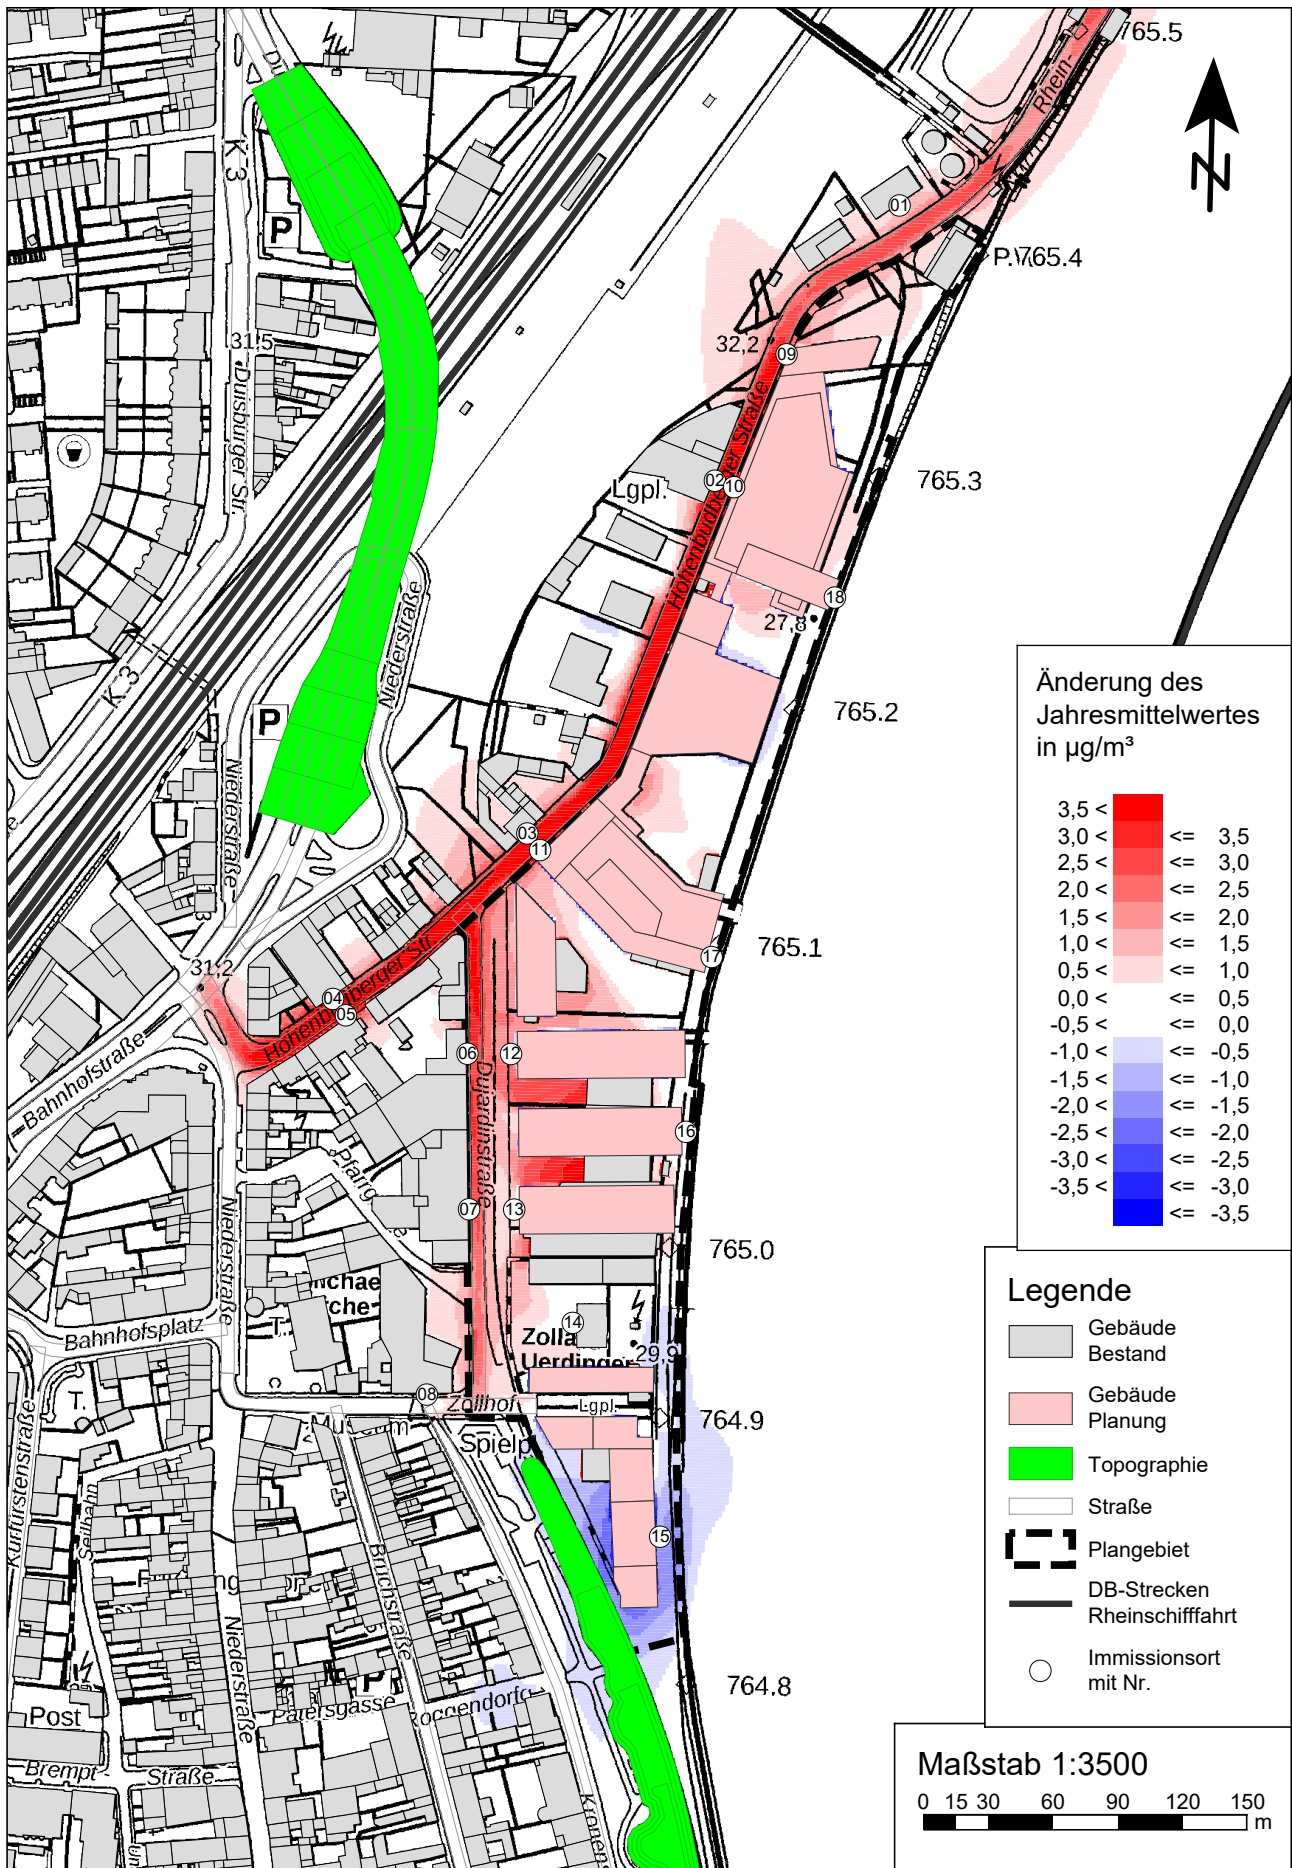 765.5
Rhein-
K 3
P
01
P.
765.4
31,5
32,2
09
Duisburger Str.
Hohenbudberger Straße
02
10
Lgpl.
765.3
18
27,8
Niederstraße
K 3
P
765.2
Niederstraße
03
11
765.1
17
31,2
04
05
Hohenbudberger Str.
Bahnhofstraße
06
12
Dujardinstraße
16
07
13
765.0
Niederstraße
14
29,9
Bahnhofsplatz
T.
T.
08
Zollhof
Lgpl.
764.9
Museum
Spielp
15
Kurfürstenstraße
Seilbahn
Bruchstraße
Niederstraße
P
764.8
Post
Brempt -
Straße
Änderung des
Jahresmittelwertes
in µg/m³
3,5 <
3,0 < <= 3,5
2,5 < <= 3,0
2,0 < <= 2,5
1,5 < <= 2,0
1,0 < <= 1,5
0,5 < <= 1,0
0,0 < <= 0,5
-0,5 < <= 0,0
-1,0 < <= -0,5
-1,5 < <= -1,0
-2,0 < <= -1,5
-2,5 < <= -2,0
-3,0 < <= -2,5
-3,5 < <= -3,0
<= -3,5
Legende
Gebäude
Bestand
Gebäude
Planung
Topographie
Straße
Plangebiet
DB-Strecken
Rheinschifffahrt
Immissionsort
mit Nr.
Maßstab 1:3500
0 15 30 60 90 120 150
m